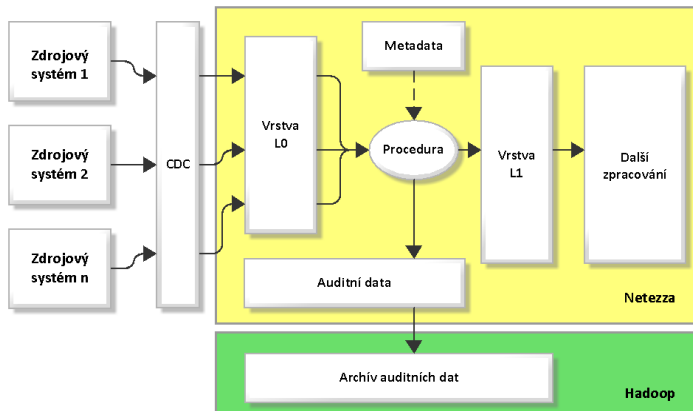 Zdrojový
systém 1
Zdrojový
systém 2
Zdrojový
systém n
CDC
Vrstva
L0
Metadata
Procedura
Vrstva
L1
Další
zpracování
Auditní data
Netezza
Archív auditních dat
Hadoop